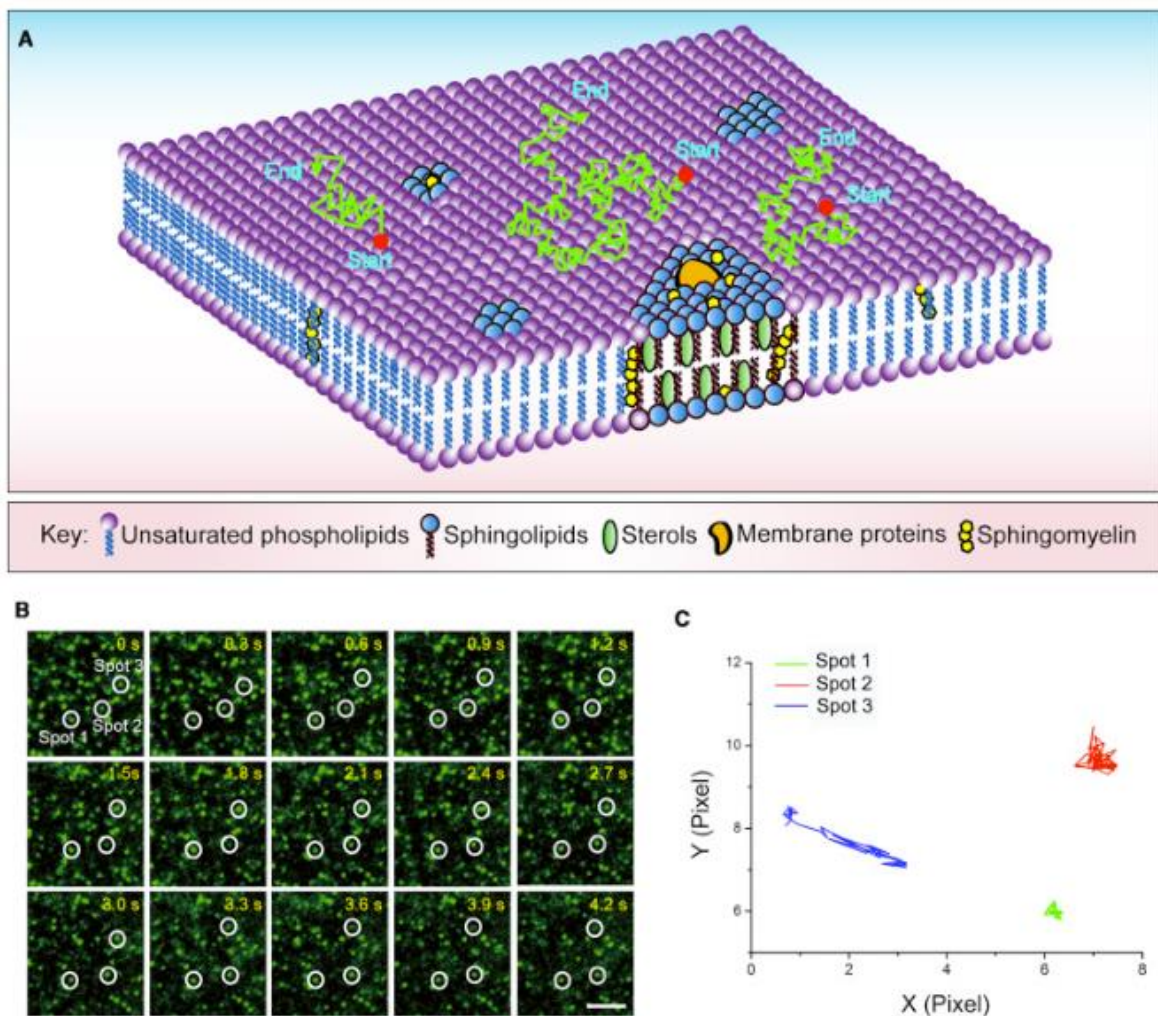 A
End
End
Start
End
Start
Start
Key: Unsaturated phospholipids Sphingolipids Sterols Membrane proteins Sphingomyelin
B
0 s 0.3 s 0.6 s 0.9 s 1.2 s
Spot 3
Spot 1 Spot 2
1.5s 1.8 s 2.1 s 2.4 s 2.7 s
3.0 s 3.3 s 3.6 s 3.9 s 4.2 s
C
12
10
8
6
Y (Pixel)
Spot 1
Spot 2
Spot 3
0 2 4 6 8
X (Pixel)